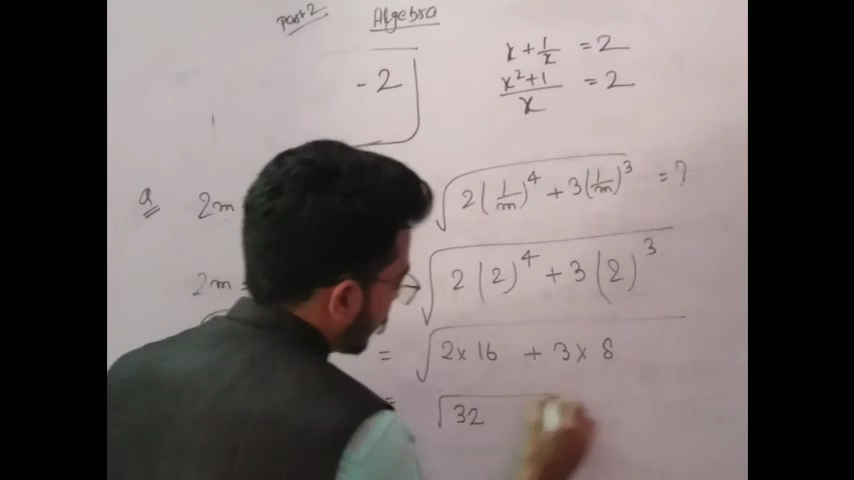 Part 2 Algebra
x + 1/x = 2
- 2
x² + 1 / x = 2
Q 2m √ 2(1/m)⁴ + 3(1/m)³ = ?
2m = √ 2(2)⁴ + 3(2)³
= √ 2×16 + 3×8
= √ 32